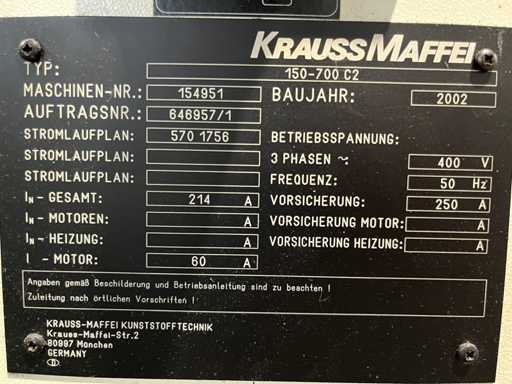 KRAUSSMAFFEI
TYP: 150-700 C2
MASCHINEN-NR.: 154951 BAUJAHR: 2002
AUFTRAGSNR.: 646957/1
STROMLAUFPLAN: 570 1756 BETRIEBSSPANNUNG:
STROMLAUFPLAN: 3 PHASEN ~: 400 V
STROMLAUFPLAN: FREQUENZ: 50 Hz
IN - GESAMT: 214 A VORSICHERUNG: 250 A
IN - MOTOREN: A VORSICHERUNG MOTOR: A
IN - HEIZUNG: A VORSICHERUNG HEIZUNG: A
I - MOTOR: 60 A
Angaben gemäß Beschilderung und Betriebsanleitung sind zu beachten !
Zuleitung nach örtlichen Vorschriften !
KRAUSS-MAFFEI KUNSTSTOFFTECHNIK
Krauss-Maffei-Str.2
80997 München
GERMANY